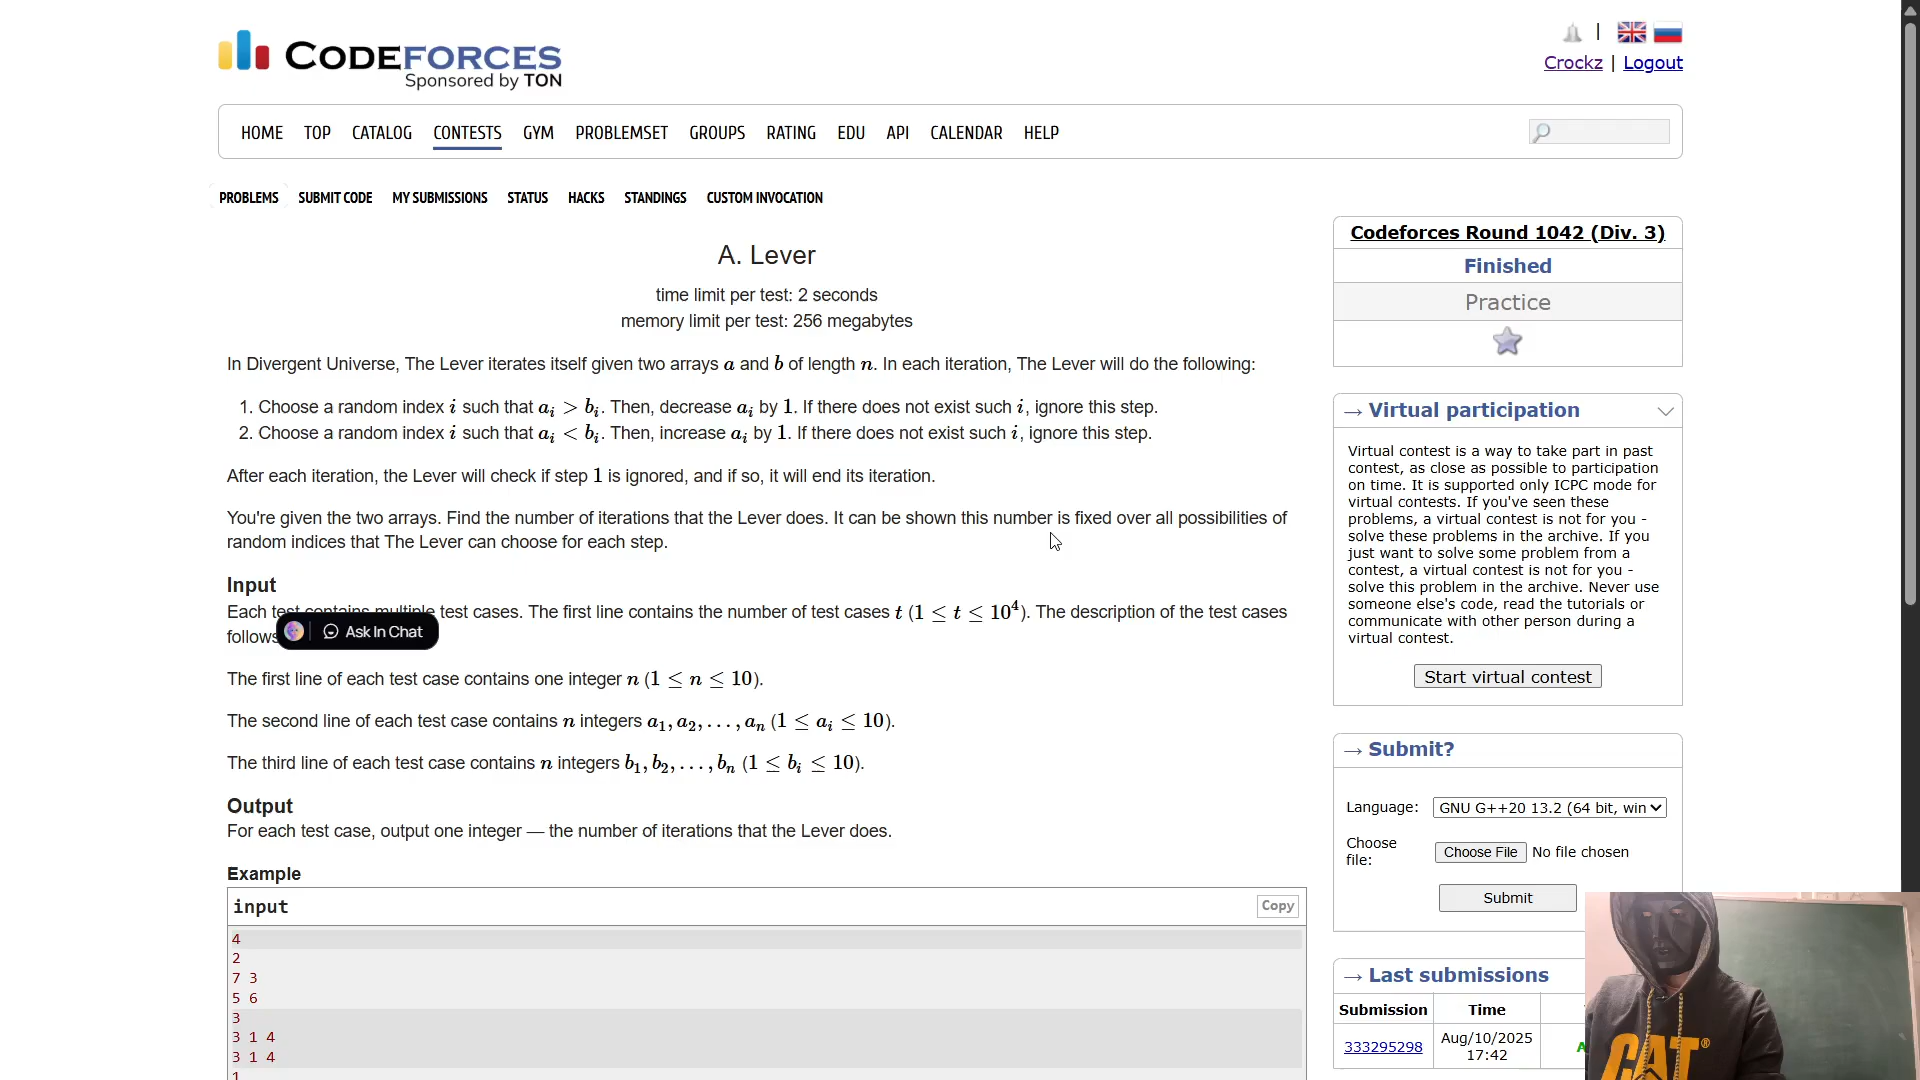 CODEFORCES
Sponsored by TON
|
Crockz | Logout
HOME TOP CATALOG CONTESTS GYM PROBLEMSET GROUPS RATING EDU API CALENDAR HELP
PROBLEMS SUBMIT CODE MY SUBMISSIONS STATUS HACKS STANDINGS CUSTOM INVOCATION
A. Lever
time limit per test: 2 seconds
memory limit per test: 256 megabytes
In Divergent Universe, The Lever iterates itself given two arrays a and b of length n. In each iteration, The Lever will do the following:
1. Choose a random index i such that a_i > b_i. Then, decrease a_i by 1. If there does not exist such i, ignore this step.
2. Choose a random index i such that a_i < b_i. Then, increase a_i by 1. If there does not exist such i, ignore this step.
After each iteration, the Lever will check if step 1 is ignored, and if so, it will end its iteration.
You're given the two arrays. Find the number of iterations that the Lever does. It can be shown this number is fixed over all possibilities of
random indices that The Lever can choose for each step.
Input
Each test contains multiple test cases. The first line contains the number of test cases t (1 ≤ t ≤ 10^4). The description of the test cases
follows
Ask In Chat
The first line of each test case contains one integer n (1 ≤ n ≤ 10).
The second line of each test case contains n integers a_1, a_2, . . . , a_n (1 ≤ a_i ≤ 10).
The third line of each test case contains n integers b_1, b_2, . . . , b_n (1 ≤ b_i ≤ 10).
Output
For each test case, output one integer — the number of iterations that the Lever does.
Example
input
Copy
4
2
7 3
5 6
3
3 1 4
3 1 4
1
Codeforces Round 1042 (Div. 3)
Finished
Practice
→ Virtual participation
Virtual contest is a way to take part in past
contest, as close as possible to participation
on time. It is supported only ICPC mode for
virtual contests. If you've seen these
problems, a virtual contest is not for you -
solve these problems in the archive. If you
just want to solve some problem from a
contest, a virtual contest is not for you -
solve this problem in the archive. Never use
someone else's code, read the tutorials or
communicate with other person during a
virtual contest.
Start virtual contest
→ Submit?
Language: GNU G++20 13.2 (64 bit, win
Choose
file:
Choose File No file chosen
Submit
→ Last submissions
Submission Time
333295298 Aug/10/2025
17:42
A
CAT®